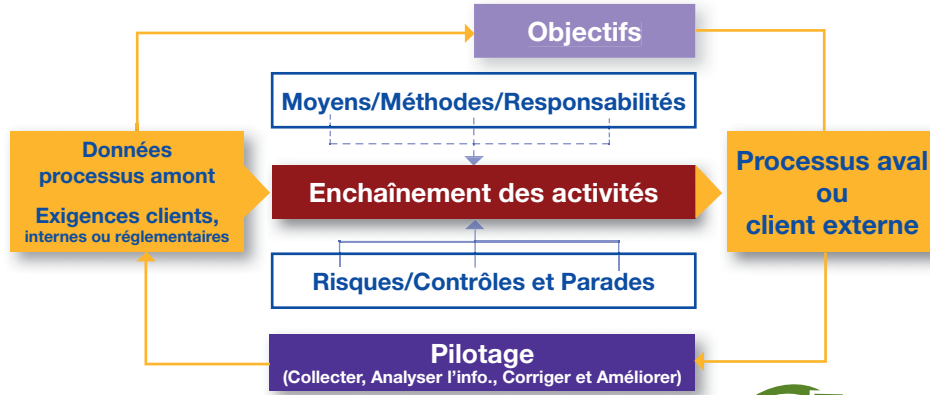 Objectifs
Moyens/Méthodes/Responsabilités
Données
processus amont
Exigences clients,
internes ou réglementaires
Enchaînement des activités
Processus aval
ou
client externe
Risques/Contrôles et Parades
Pilotage
(Collecter, Analyser l’info., Corriger et Améliorer)